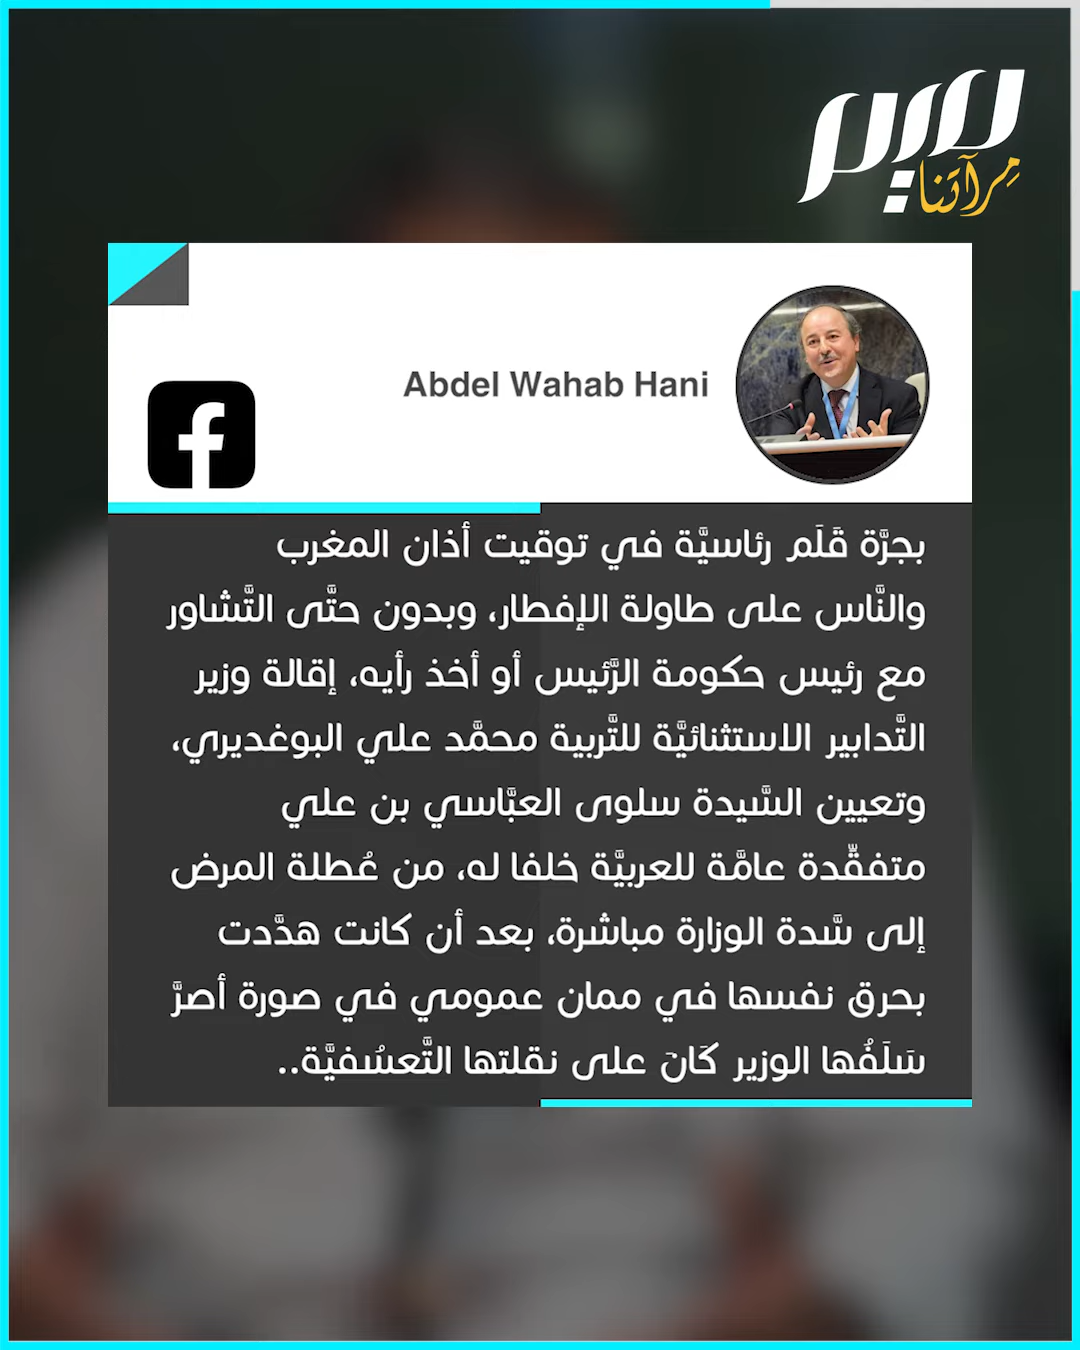 ميم
مِرآتنا
Abdel Wahab Hani
بجرَّة قَلَم رئاسيَّة في توقيت أذان المغرب
والنَّاس على طاولة الإفطار، وبدون حتَّى التَّشاور
مع رئيس حكومة الرَّئيس أو أخذ رأيه، إقالة وزير
التَّدابير الاستثنائيَّة للتَّربية محمَّد علي البوغديري،
وتعيين السَّيدة سلوى العبَّاسي بن علي
متفقِّدة عامَّة للعربيَّة خلفا له، من عُطلة المرض
إلى سَّدة الوزارة مباشرة، بعد أن كانت هدَّدت
بحرق نفسها في ممان عمومي في صورة أصرَّ
سَلَفُها الوزير كَانَ على نقلتها التَّعسُفيَّة..